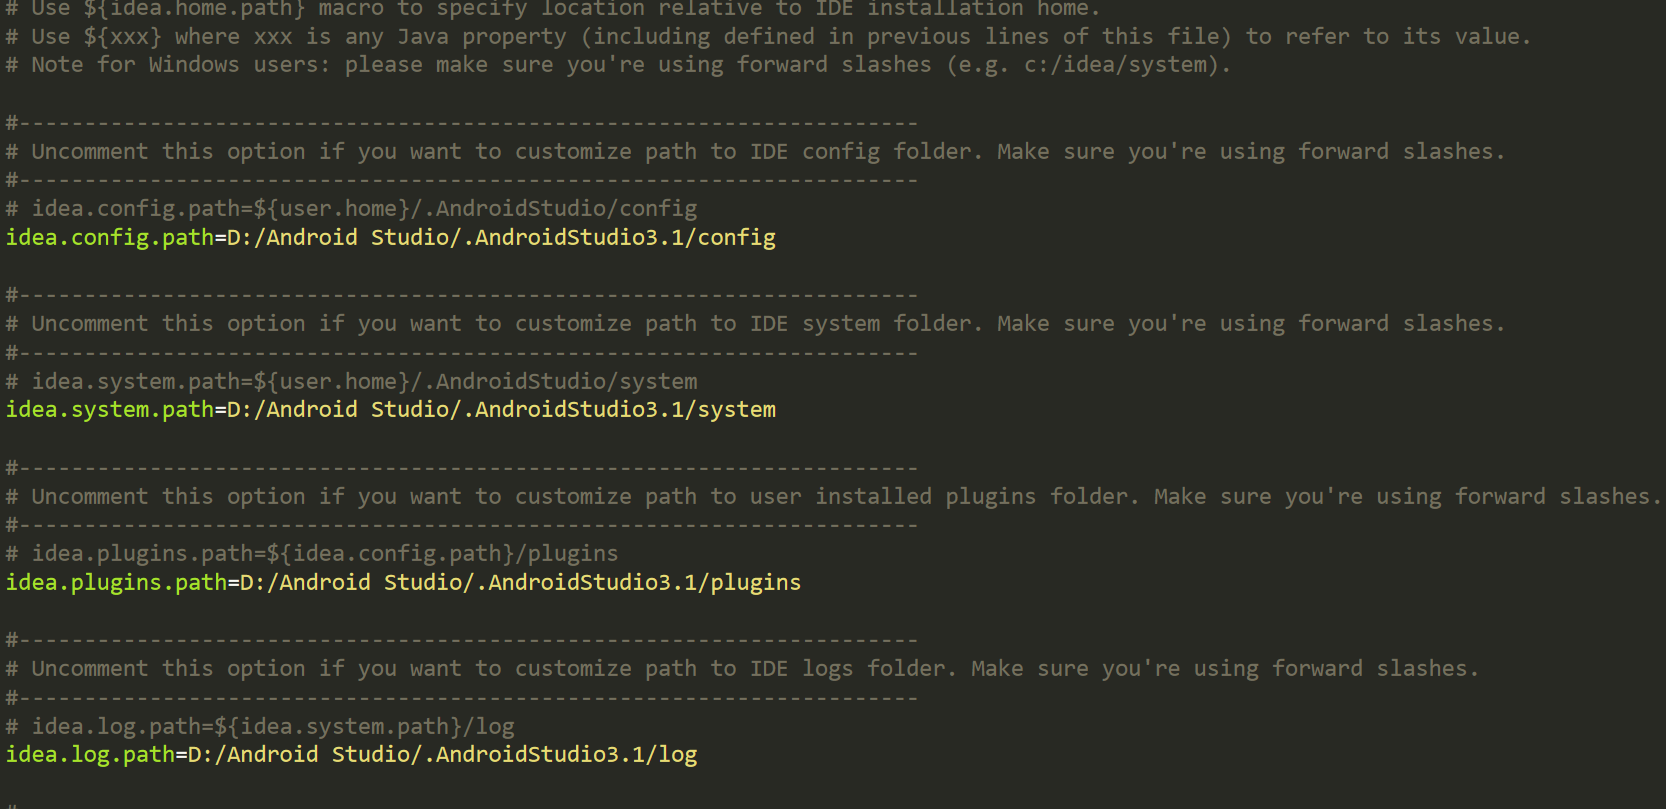 # Use ${idea.home.path} macro to specify location relative to IDE installation home.
# Use ${xxx} where xxx is any Java property (including defined in previous lines of this file) to refer to its value.
# Note for Windows users: please make sure you're using forward slashes (e.g. c:/idea/system).
#---------------------------------------------------------------------
# Uncomment this option if you want to customize path to IDE config folder. Make sure you're using forward slashes.
#---------------------------------------------------------------------
# idea.config.path=${user.home}/.AndroidStudio/config
idea.config.path=D:/Android Studio/.AndroidStudio3.1/config
#---------------------------------------------------------------------
# Uncomment this option if you want to customize path to IDE system folder. Make sure you're using forward slashes.
#---------------------------------------------------------------------
# idea.system.path=${user.home}/.AndroidStudio/system
idea.system.path=D:/Android Studio/.AndroidStudio3.1/system
#---------------------------------------------------------------------
# Uncomment this option if you want to customize path to user installed plugins folder. Make sure you're using forward slashes.
#---------------------------------------------------------------------
# idea.plugins.path=${idea.config.path}/plugins
idea.plugins.path=D:/Android Studio/.AndroidStudio3.1/plugins
#---------------------------------------------------------------------
# Uncomment this option if you want to customize path to IDE logs folder. Make sure you're using forward slashes.
#---------------------------------------------------------------------
# idea.log.path=${idea.system.path}/log
idea.log.path=D:/Android Studio/.AndroidStudio3.1/log